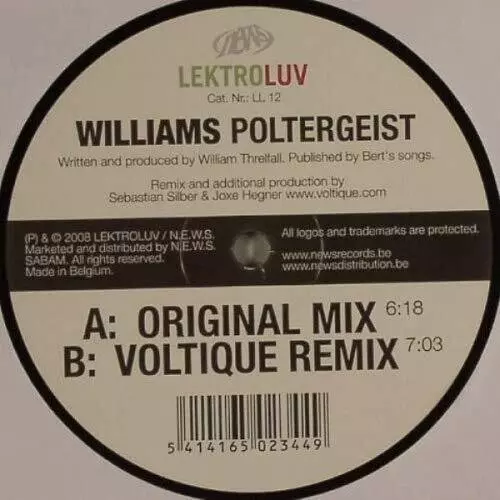 news
LEKTROLUV
Cat. Nr.: LL 12
WILLIAMS POLTERGEIST
Written and produced by William Threlfall. Published by Bert's songs.
Remix and additional production by
Sebastian Silber & Joxe Hegner www.voltique.com
(P) & © 2008 LEKTROLUV / N.E.W.S.
Marketed and distributed by N.E.W.S.
SABAM. All rights reserved.
Made in Belgium.
All logos and trademarks are protected.
www.newsrecords.be
www.newsdistribution.be
A: ORIGINAL MIX 6:18
B: VOLTIQUE REMIX 7:03
5 414165 023449